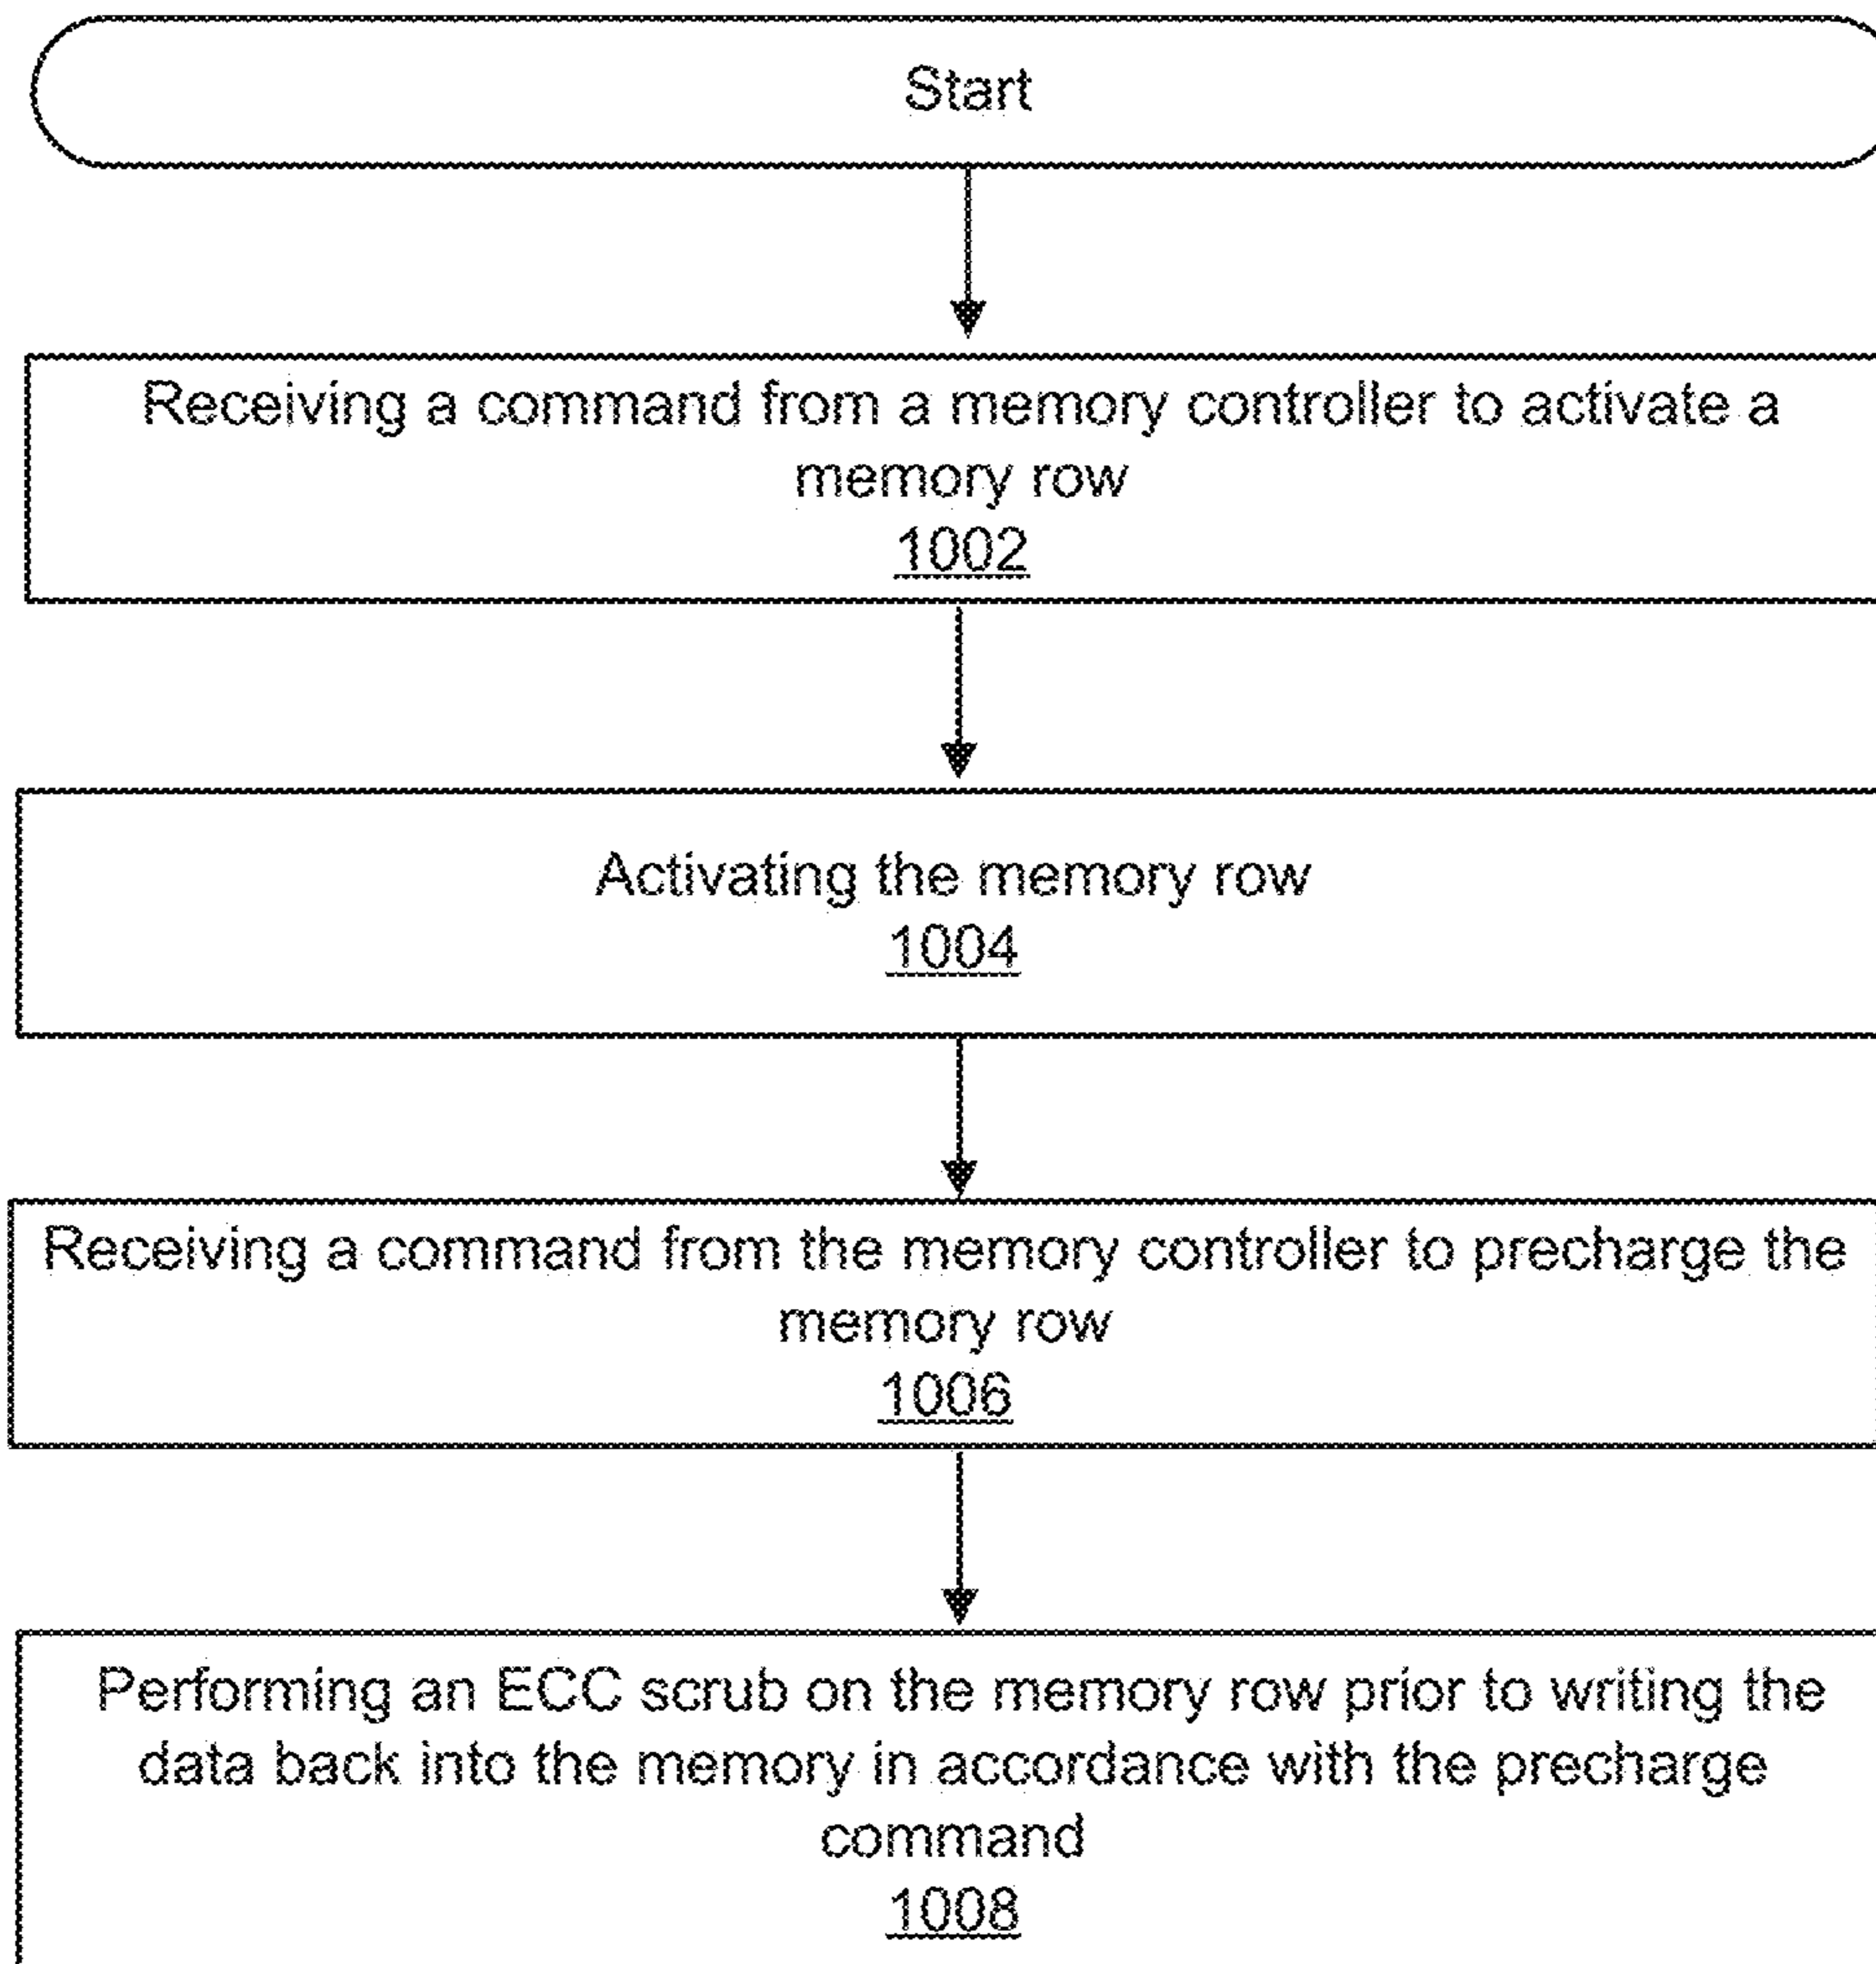 Start
Receiving a command from a memory controller to activate a
memory row
1002
Activating the memory row
1004
Receiving a command from the memory controller to precharge the
memory row
1006
Performing an ECC scrub on the memory row prior to writing the
data back into the memory in accordance with the precharge
command
1008